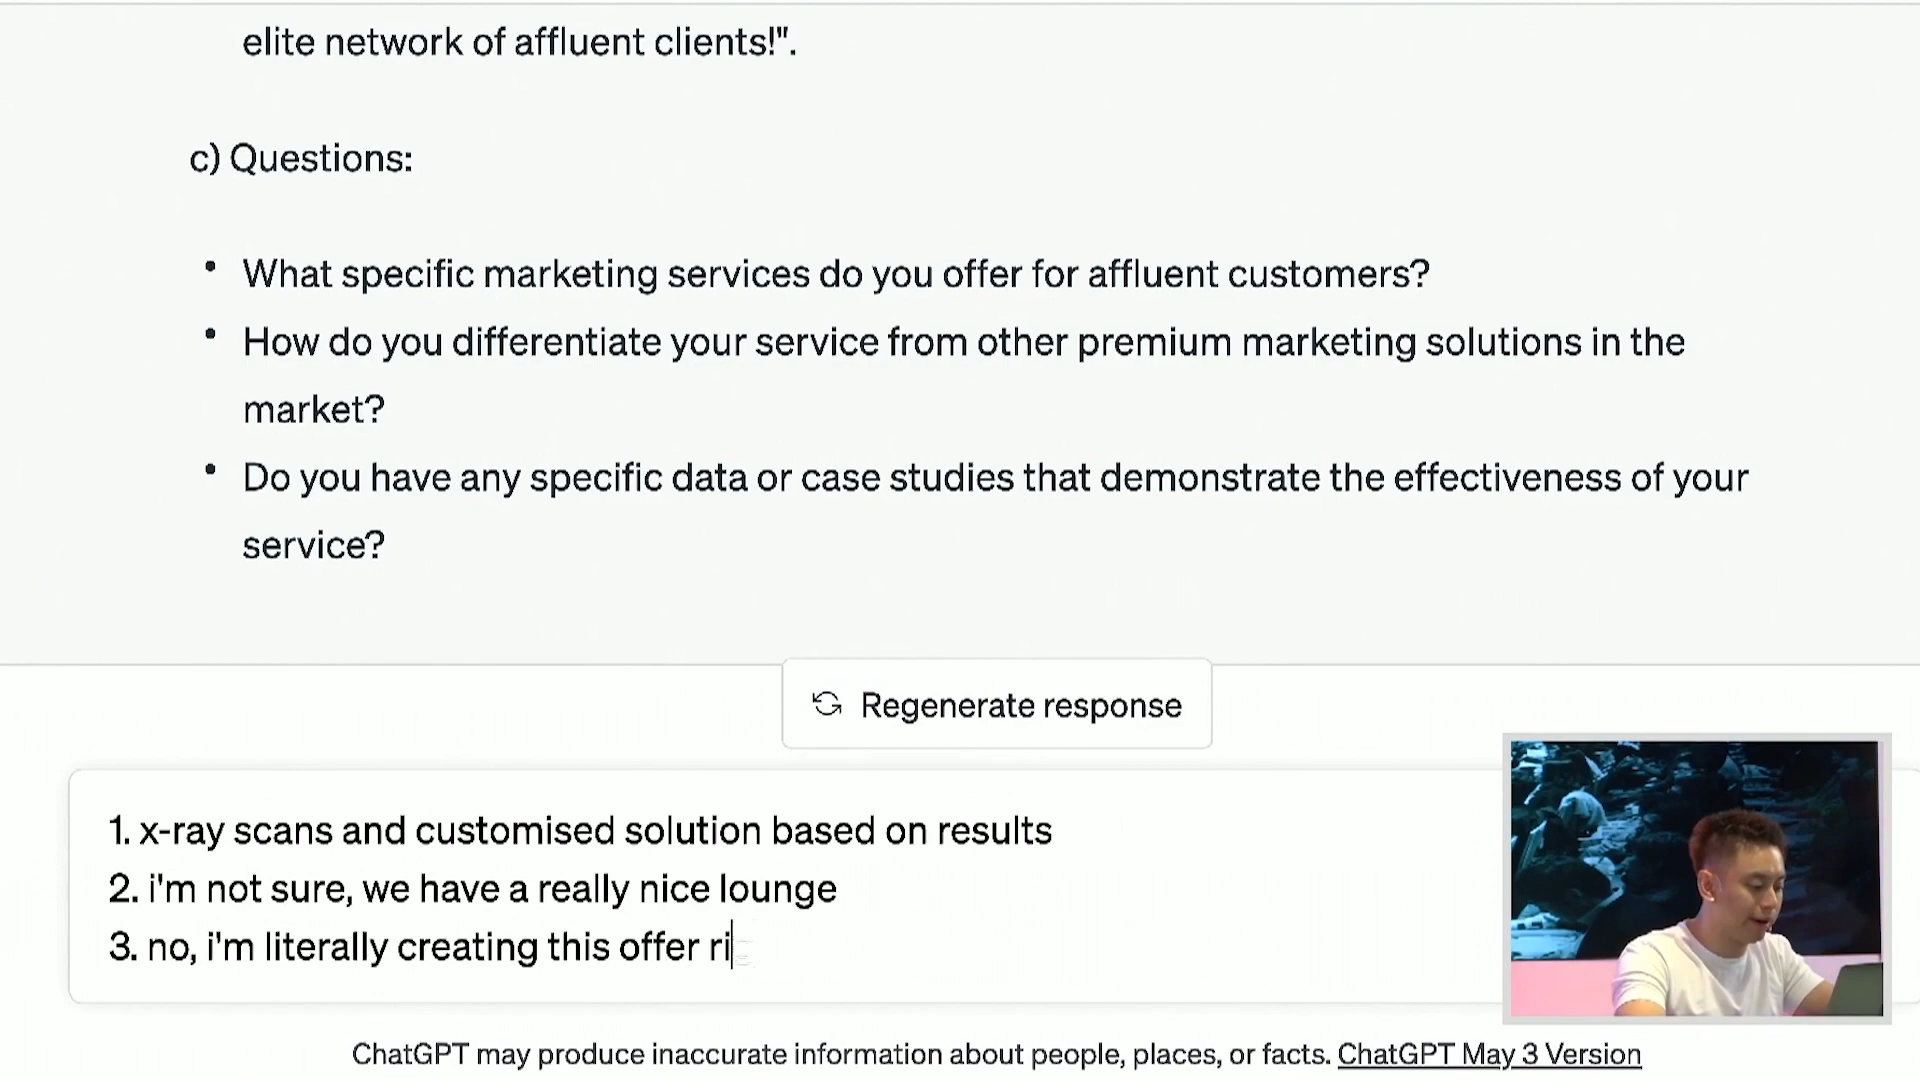 elite network of affluent clients!".
c) Questions:
• What specific marketing services do you offer for affluent customers?
• How do you differentiate your service from other premium marketing solutions in the
market?
• Do you have any specific data or case studies that demonstrate the effectiveness of your
service?
Regenerate response
1. x-ray scans and customised solution based on results
2. i'm not sure, we have a really nice lounge
3. no, i'm literally creating this offer ri
ChatGPT may produce inaccurate information about people, places, or facts. ChatGPT May 3 Version